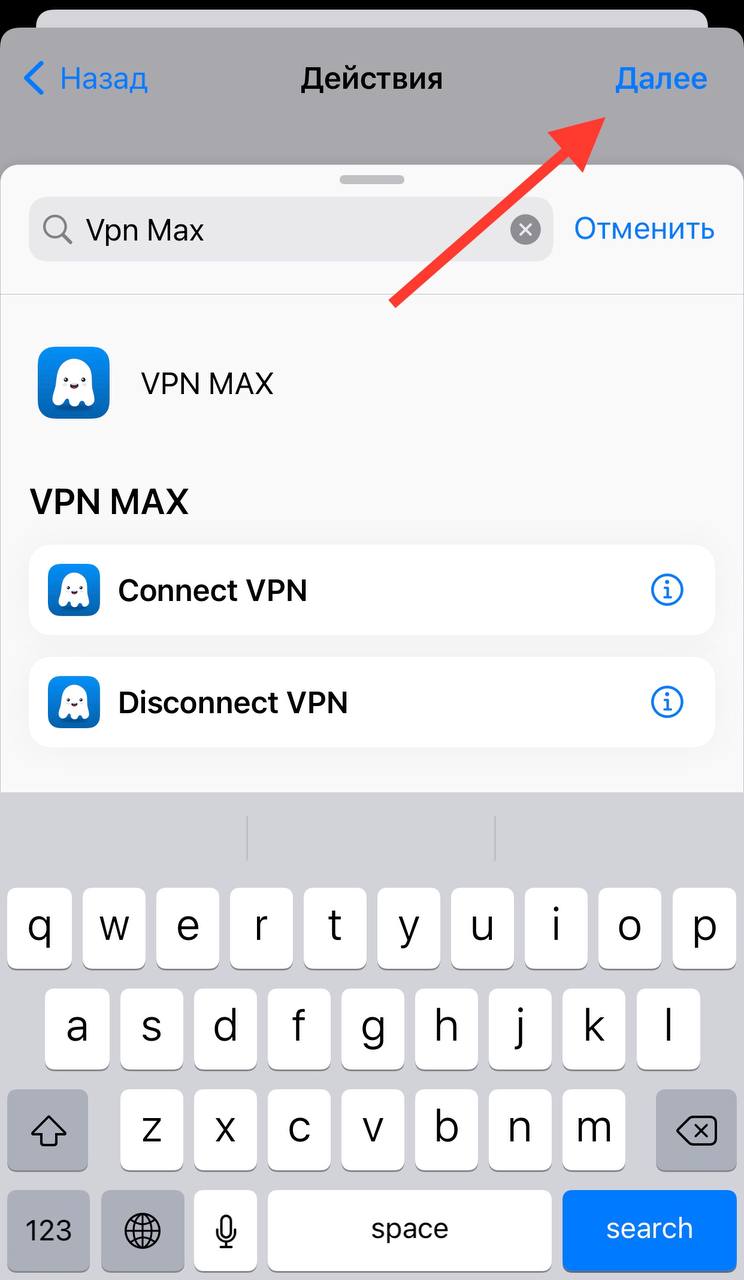 Назад Действия Далее
Vpn Max Отменить
VPN MAX
VPN MAX
Connect VPN
Disconnect VPN
q w e r t y u i o p
a s d f g h j k l
z x c v b n m
123 space search